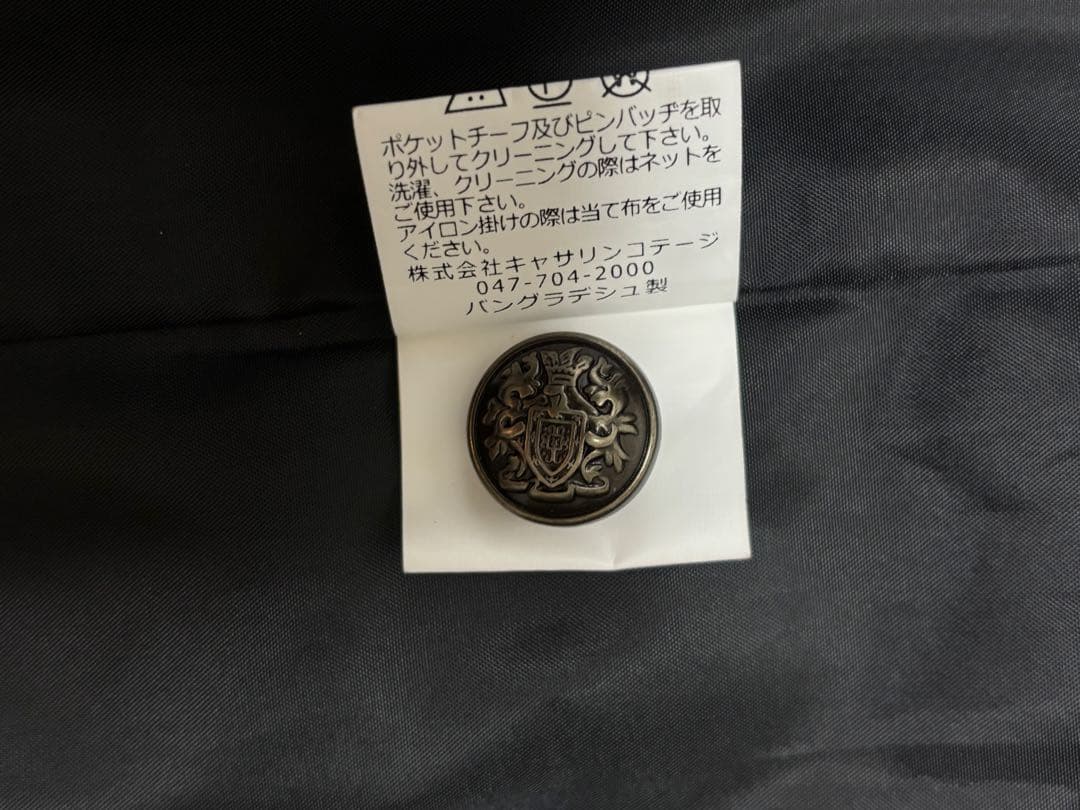 ポケットチーフ及びピンバッヂを取
り外してクリーニングして下さい。
洗濯、クリーニングの際はネットを
ご使用下さい。
アイロン掛けの際は当て布をご使用
ください。
株式会社キャサリンコテージ
047-704-2000
バングラデシュ製